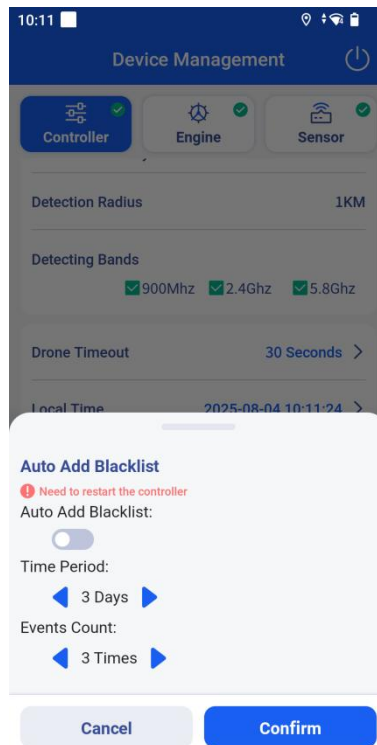 10:11
Device Management
Controller
Engine
Sensor
Detection Radius
1KM
Detecting Bands
900Mhz
2.4Ghz
5.8Ghz
Drone Timeout
30 Seconds
Local Time
2025-08-04 10:11:24
Auto Add Blacklist
Need to restart the controller
Auto Add Blacklist:
Time Period:
3 Days
Events Count:
3 Times
Cancel
Confirm